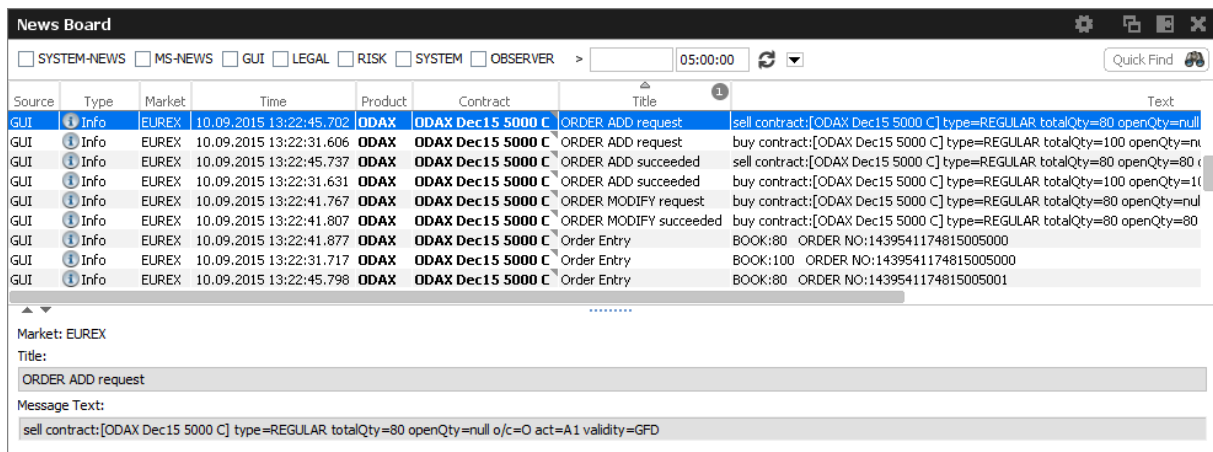 News Board
SYSTEM-NEWS MS-NEWS GUI LEGAL RISK SYSTEM OBSERVER > 05:00:00 Quick Find
Source Type Market Time Product Contract Title 1 Text
GUI Info EUREX 10.09.2015 13:22:45.702 ODAX ODAX Dec15 5000 C ORDER ADD request sell contract:[ODAX Dec15 5000 C] type=REGULAR totalQty=80 openQty=null
GUI Info EUREX 10.09.2015 13:22:31.606 ODAX ODAX Dec15 5000 C ORDER ADD request buy contract:[ODAX Dec15 5000 C] type=REGULAR totalQty=100 openQty=nu
GUI Info EUREX 10.09.2015 13:22:45.737 ODAX ODAX Dec15 5000 C ORDER ADD succeeded sell contract:[ODAX Dec15 5000 C] type=REGULAR totalQty=80 openQty=80
GUI Info EUREX 10.09.2015 13:22:31.631 ODAX ODAX Dec15 5000 C ORDER ADD succeeded buy contract:[ODAX Dec15 5000 C] type=REGULAR totalQty=100 openQty=10
GUI Info EUREX 10.09.2015 13:22:41.767 ODAX ODAX Dec15 5000 C ORDER MODIFY request buy contract:[ODAX Dec15 5000 C] type=REGULAR totalQty=80 openQty=nul
GUI Info EUREX 10.09.2015 13:22:41.807 ODAX ODAX Dec15 5000 C ORDER MODIFY succeeded buy contract:[ODAX Dec15 5000 C] type=REGULAR totalQty=80 openQty=80
GUI Info EUREX 10.09.2015 13:22:41.877 ODAX ODAX Dec15 5000 C Order Entry BOOK:80 ORDER NO:1439541174815005000
GUI Info EUREX 10.09.2015 13:22:31.717 ODAX ODAX Dec15 5000 C Order Entry BOOK:100 ORDER NO:1439541174815005000
GUI Info EUREX 10.09.2015 13:22:45.798 ODAX ODAX Dec15 5000 C Order Entry BOOK:80 ORDER NO:1439541174815005001
Market: EUREX
Title:
ORDER ADD request
Message Text:
sell contract:[ODAX Dec15 5000 C] type=REGULAR totalQty=80 openQty=null o/c=O act=A1 validity=GFD